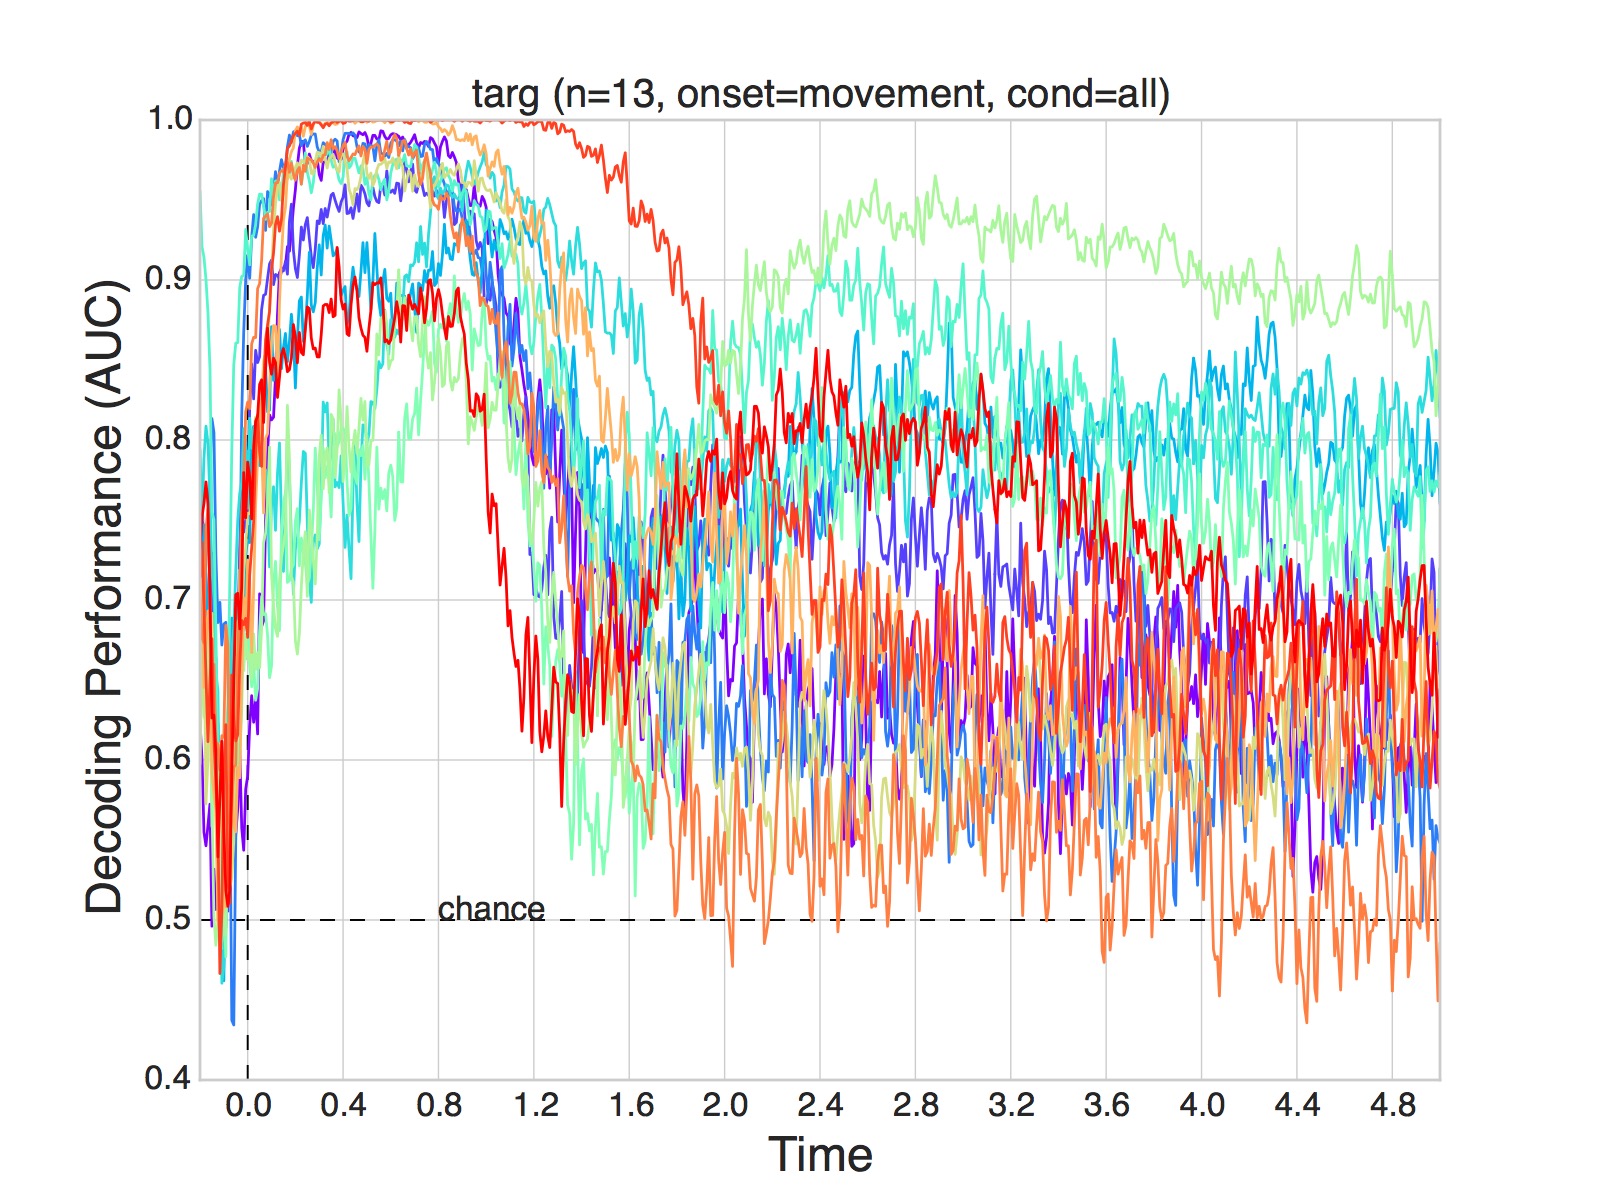 targ (n=13, onset=movement, cond=all)
1.0
0.9
0.8
0.7
0.6
0.5
0.4
Decoding Performance (AUC)
chance
0.0 0.4 0.8 1.2 1.6 2.0 2.4 2.8 3.2 3.6 4.0 4.4 4.8
Time